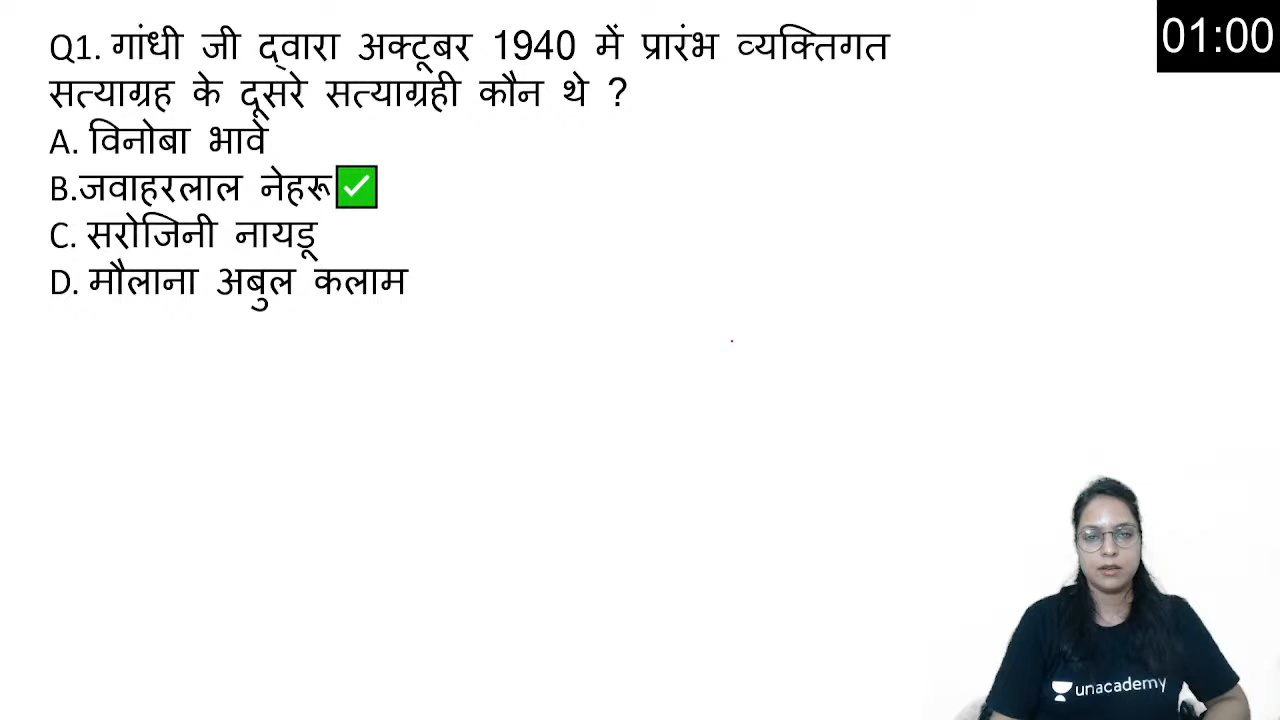 01:00
Q1. गांधी जी द्वारा अक्टूबर 1940 में प्रारंभ व्यक्तिगत
सत्याग्रह के दूसरे सत्याग्रही कौन थे ?
A. विनोबा भावे
B.जवाहरलाल नेहरू✅
C. सरोजिनी नायडू
D. मौलाना अबुल कलाम
unacademy